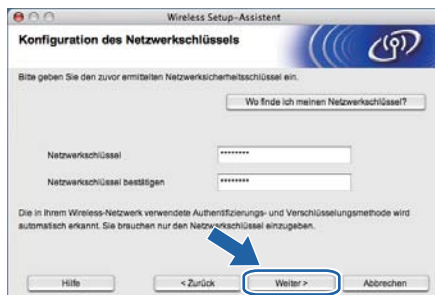 Wireless Setup-Assistent
Konfiguration des Netzwerkschlüssels
Bitte geben Sie den zuvor ermittelten Netzwerksicherheitsschlüssel ein.
Wo finde ich meinen Netzwerkschlüssel?
Netzwerkschlüssel ********
Netzwerkschlüssel bestätigen ********
Die in Ihrem Wireless-Netzwerk verwendete Authentifizierungs- und Verschlüsselungsmethode wird
automatisch erkannt. Sie brauchen nur den Netzwerkschlüssel einzugeben.
Hilfe < Zurück Weiter > Abbrechen